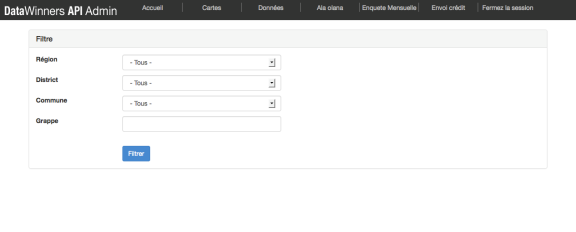 DataWinners API Admin Accueil Cartes Données Ala olana Enquete Mensuelle Envoi crédit Fermez la session
Filtre
Région - Tous -
District - Tous -
Commune - Tous -
Grappe
Filtrer